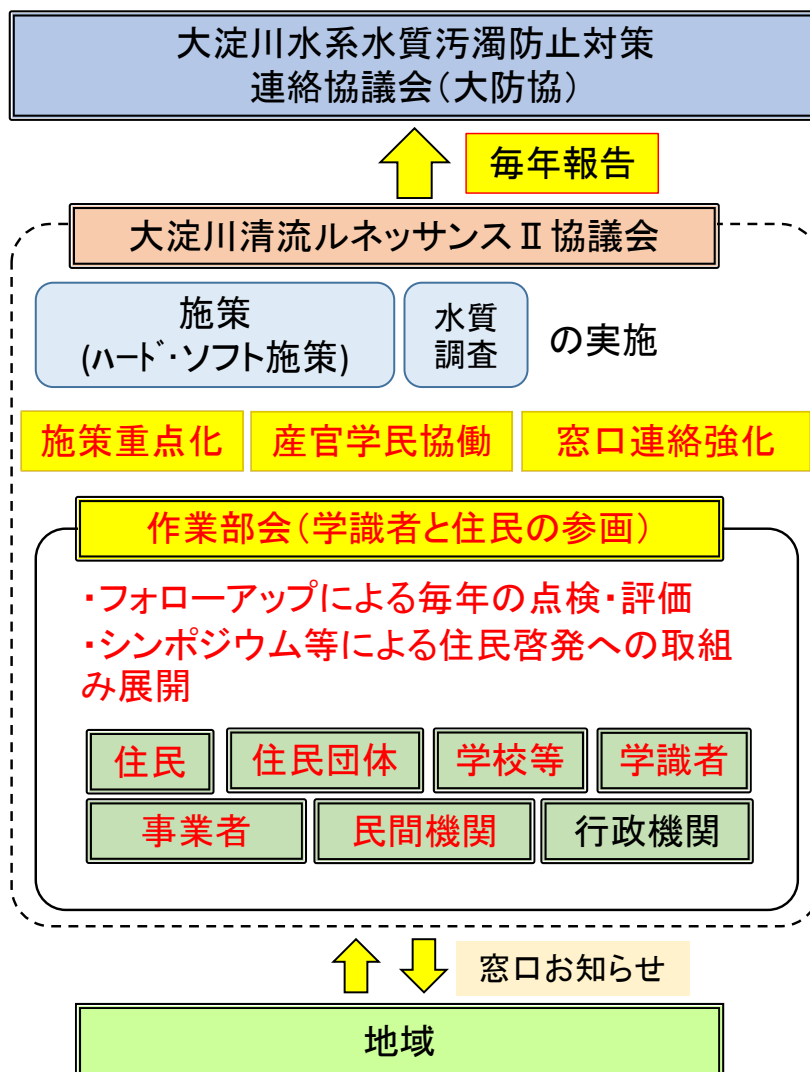 大淀川水系水質汚濁防止対策
連絡協議会(大防協)
毎年報告
大淀川清流ルネッサンスⅡ協議会
施策
(ハード・ソフト施策)
水質
調査
の実施
施策重点化
産官学民協働
窓口連絡強化
作業部会(学識者と住民の参画)
・フォローアップによる毎年の点検・評価
・シンポジウム等による住民啓発への取組
み展開
住民
住民団体
学校等
学識者
事業者
民間機関
行政機関
窓口お知らせ
地域